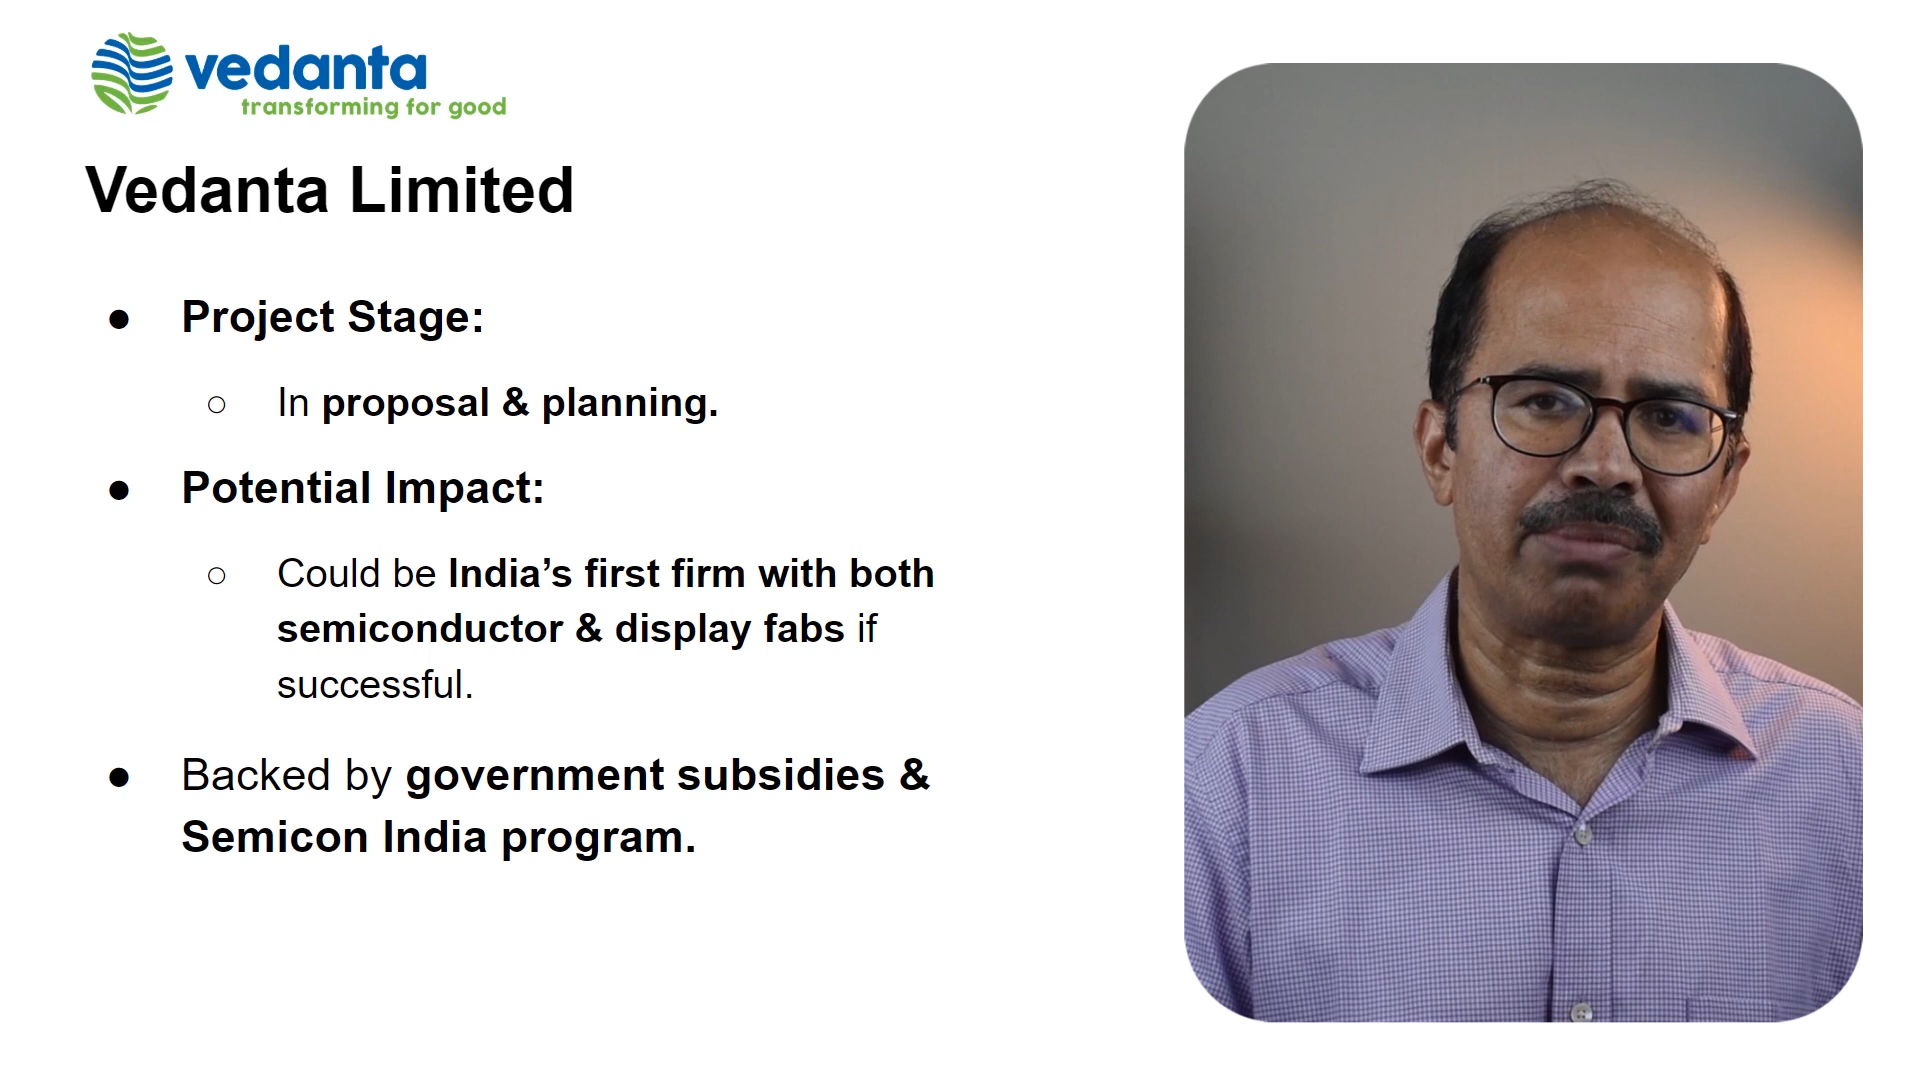 vedanta
transforming for good
Vedanta Limited
● Project Stage:
○ In proposal & planning.
● Potential Impact:
○ Could be India’s first firm with both
semiconductor & display fabs if
successful.
● Backed by government subsidies &
Semicon India program.